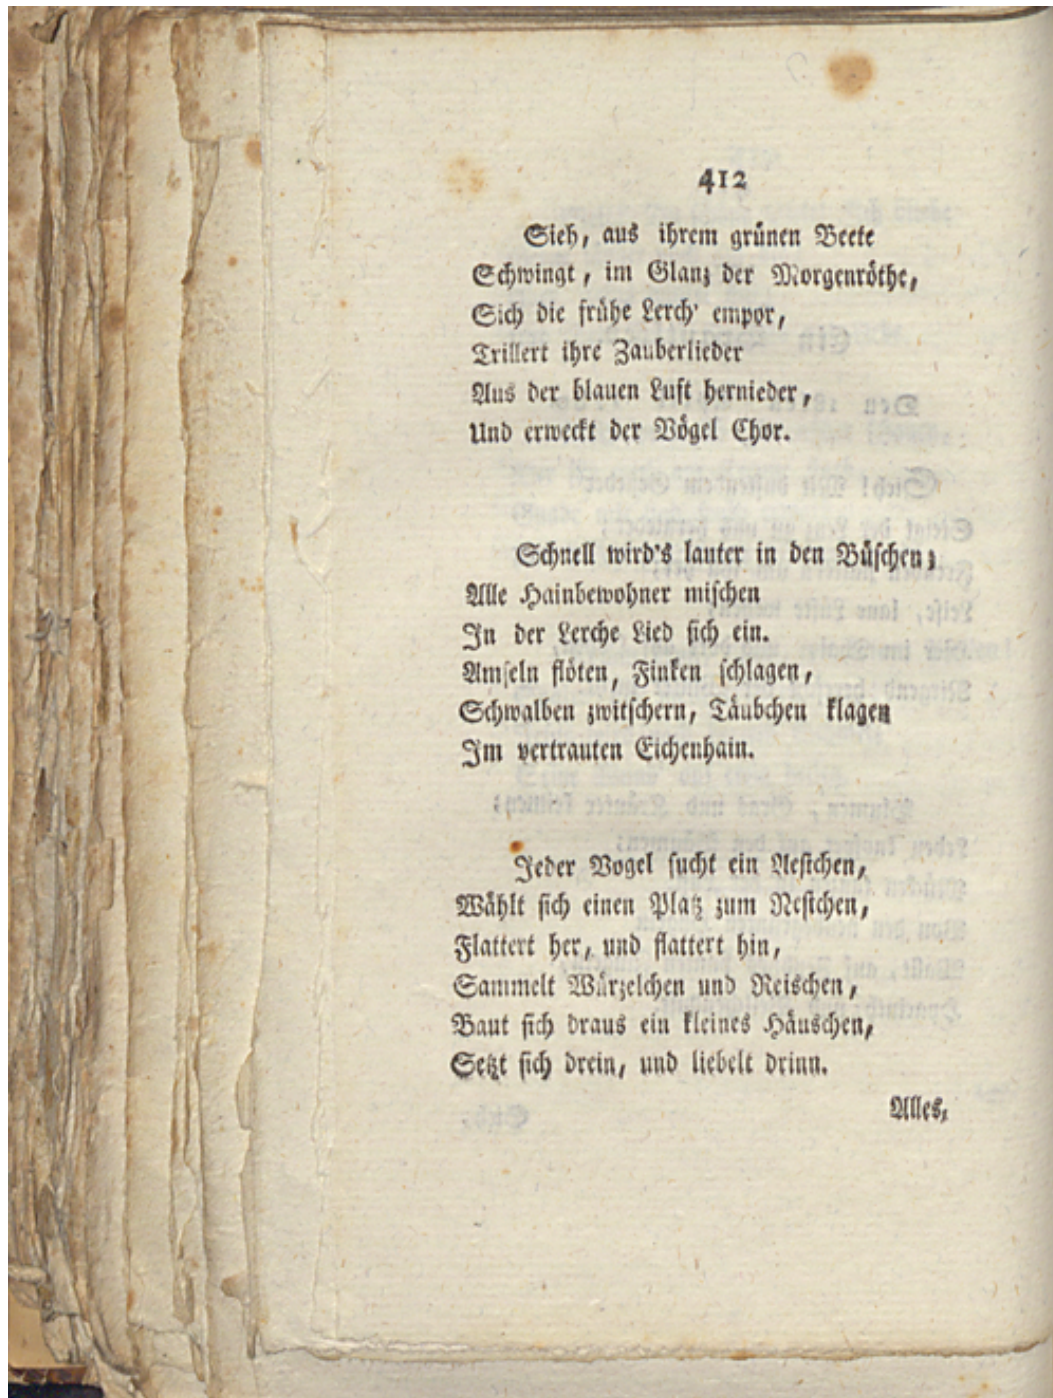 412
Sieh, aus ihrem grünen Beete
Schwingt, im Glanz der Morgenröthe,
Sich die frühe Lerch' empor,
Trillert ihre Zauberlieder
Aus der blauen Luft hernieder,
Und erweckt der Vögel Chor.
Schnell wird's lauter in den Büschen;
Alle Hainbewohner mischen
In der Lerche Lied sich ein.
Amseln flöten, Finken schlagen,
Schwalben zwitschern, Täubchen klagen
Im vertrauten Eichenhain.
Jeder Vogel sucht ein Aestchen,
Wählt sich einen Platz zum Nestchen,
Flattert her, und flattert hin,
Sammelt Würzelchen und Reischen,
Baut sich draus ein kleines Häuschen,
Setzt sich drein, und liebelt drinn.
Alles,